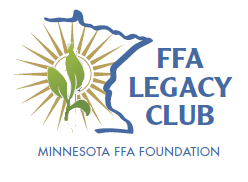 FFA
LEGACY
CLUB
MINNESOTA FFA FOUNDATION